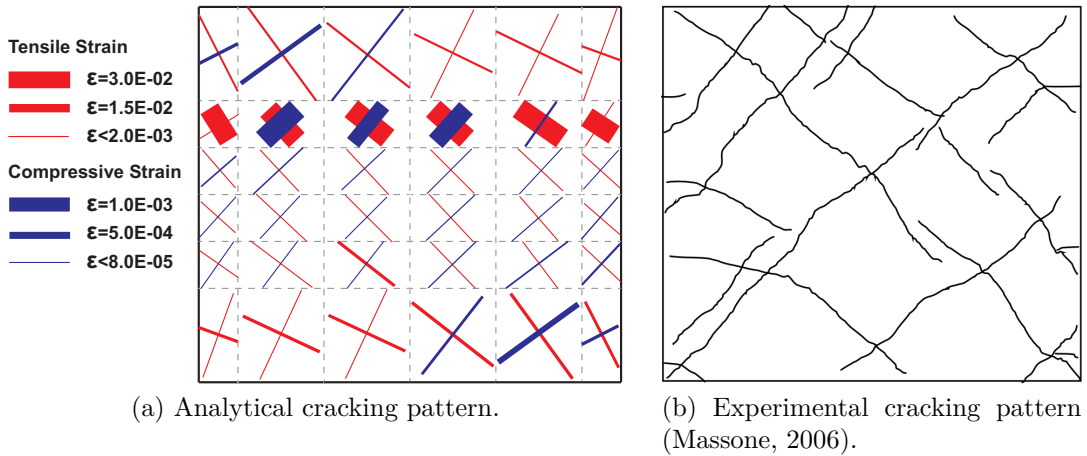 Tensile Strain
ε=3.0E-02
ε=1.5E-02
ε<2.0E-03
Compressive Strain
ε=1.0E-03
ε=5.0E-04
ε<8.0E-05
(a) Analytical cracking pattern.
(b) Experimental cracking pattern
(Massone, 2006).